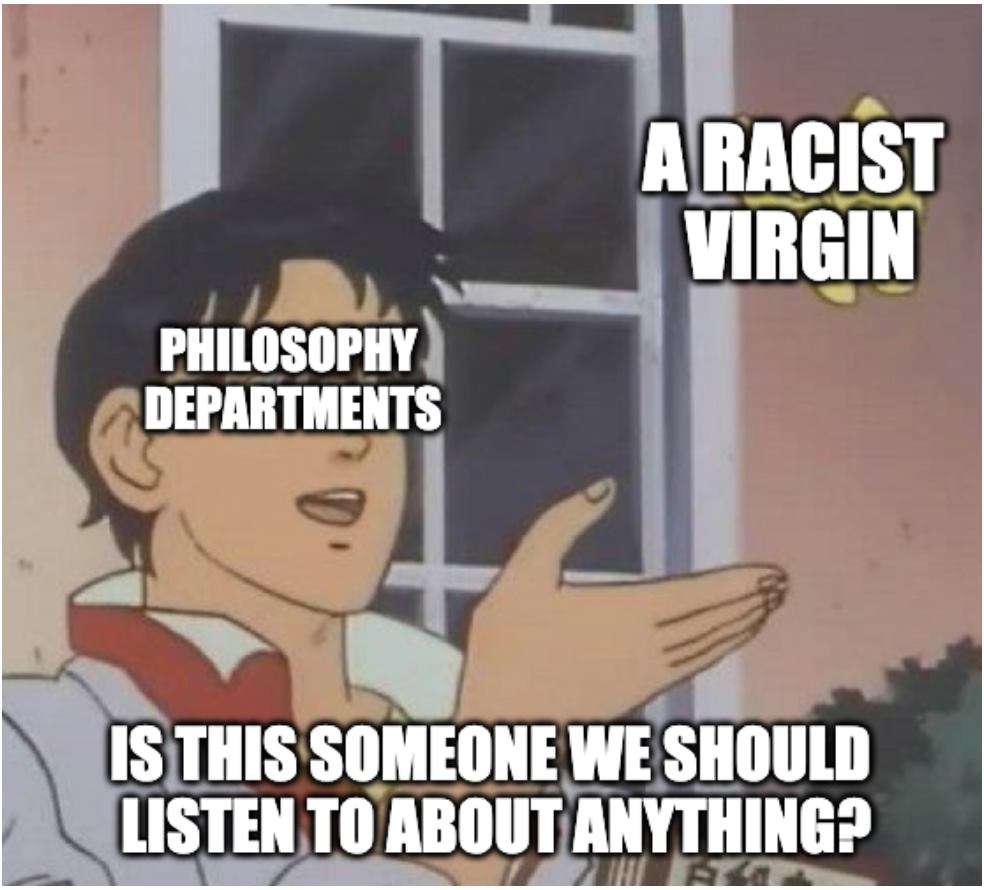 A RACIST
VIRGIN
PHILOSOPHY
DEPARTMENTS
IS THIS SOMEONE WE SHOULD
LISTEN TO ABOUT ANYTHING?